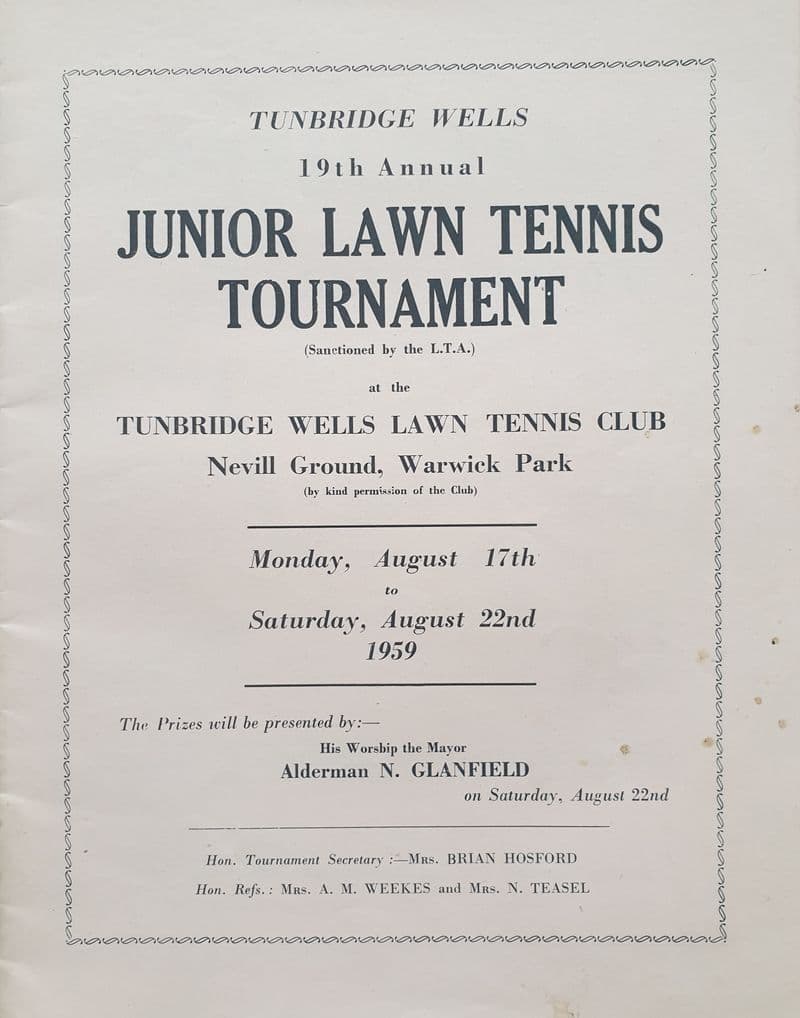 TUNBRIDGE WELLS
19th Annual
JUNIOR LAWN TENNIS
TOURNAMENT
(Sanctioned by the L.T.A.)
at the
TUNBRIDGE WELLS LAWN TENNIS CLUB
Nevill Ground, Warwick Park
(by kind permission of the Club)
Monday, August 17th
to
Saturday, August 22nd
1959
The Prizes will be presented by:—
His Worship the Mayor
Alderman N. GLANFIELD
on Saturday, August 22nd
Hon. Tournament Secretary :—Mrs. BRIAN HOSFORD
Hon. Refs. : Mrs. A. M. WEEKES and Mrs. N. TEASEL